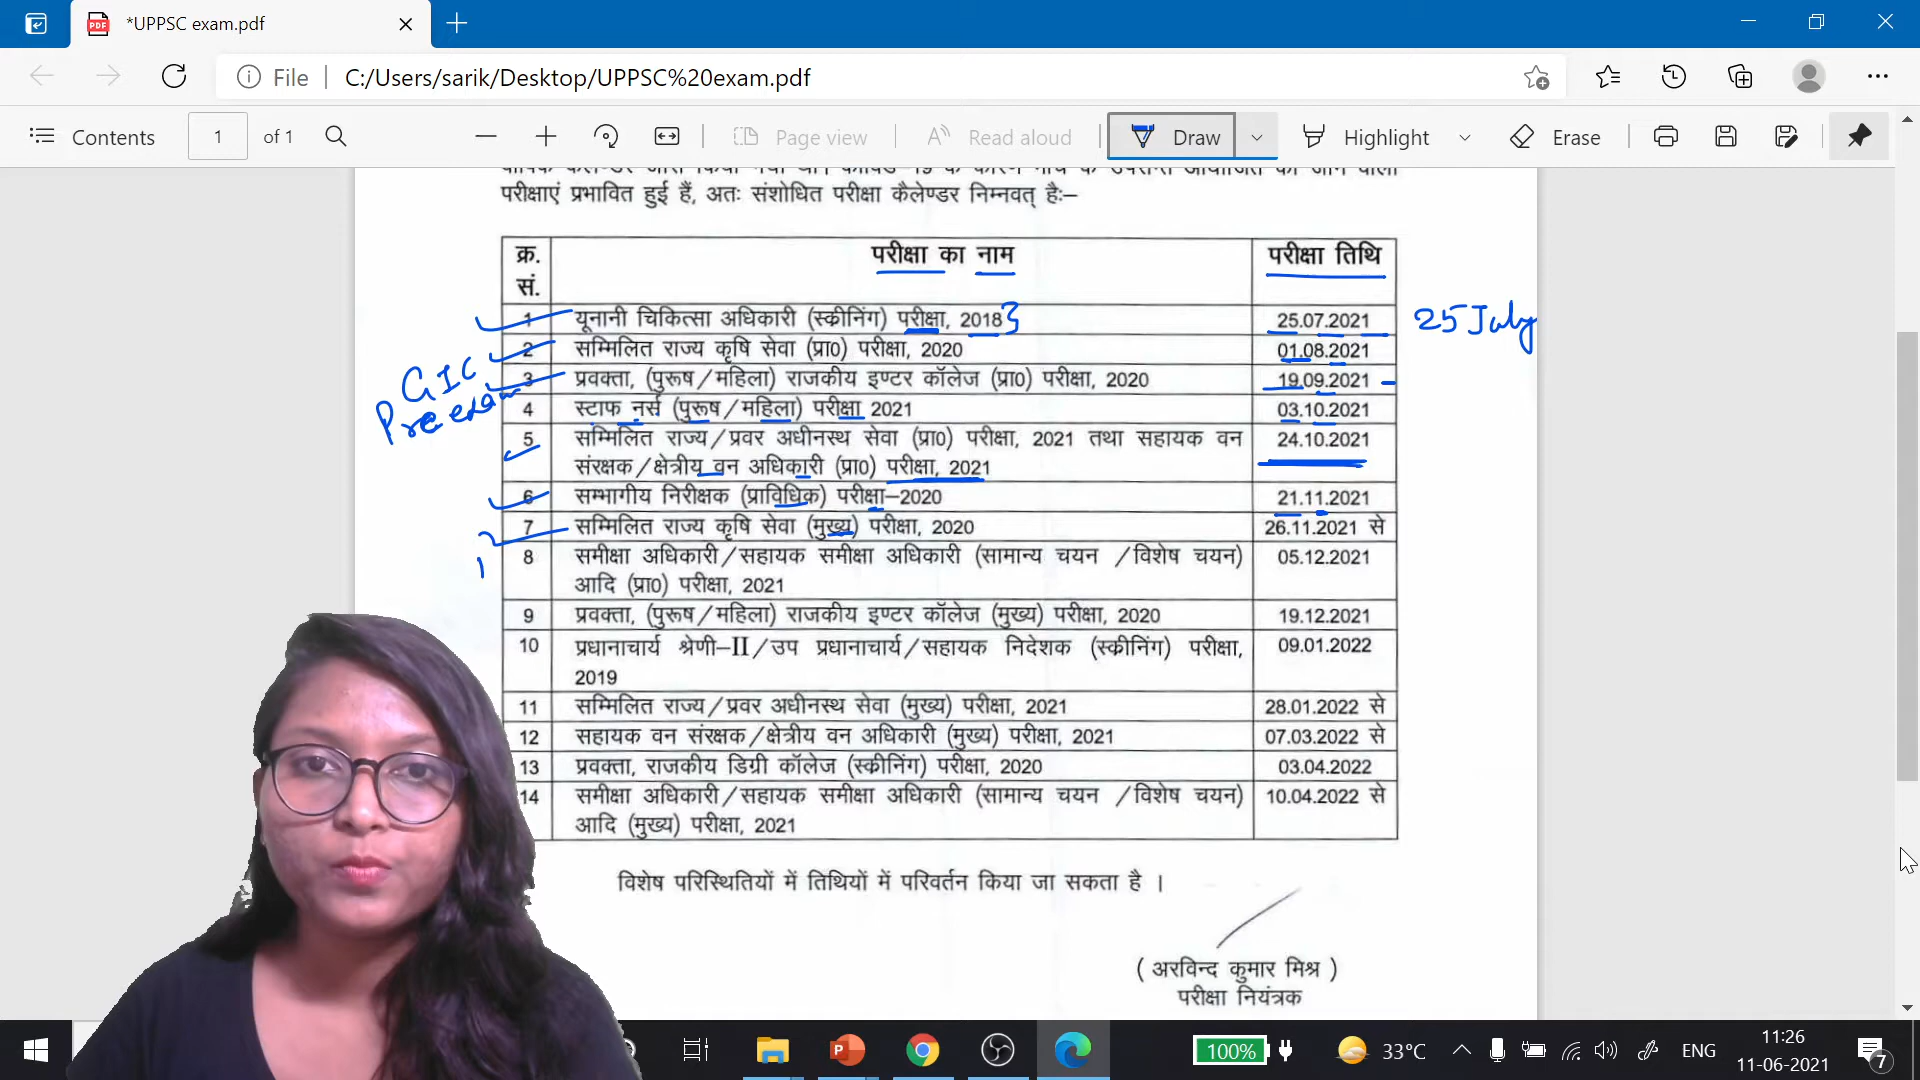 *UPPSC exam.pdf
File
C:/Users/sarik/Desktop/UPPSC%20exam.pdf
Contents
1
of 1
Page view
Read aloud
Draw
Highlight
Erase
परीक्षाएं प्रभावित हुई हैं, अतः संशोधित परीक्षा कैलेण्डर निम्नवत् हैः–
क्र. सं.
परीक्षा का नाम
परीक्षा तिथि
1 यूनानी चिकित्सा अधिकारी (स्क्रीनिंग) परीक्षा, 2018 25.07.2021
25 July
2 सम्मिलित राज्य कृषि सेवा (प्रा0) परीक्षा, 2020 01.08.2021
GIC
Pre exam
3 प्रवक्ता, (पुरूष/महिला) राजकीय इण्टर कॉलेज (प्रा0) परीक्षा, 2020 19.09.2021
4 स्टाफ नर्स (पुरूष/महिला) परीक्षा 2021 03.10.2021
5 सम्मिलित राज्य/प्रवर अधीनस्थ सेवा (प्रा0) परीक्षा, 2021 तथा सहायक वन 24.10.2021
संरक्षक/क्षेत्रीय वन अधिकारी (प्रा0) परीक्षा, 2021
6 सम्भागीय निरीक्षक (प्राविधिक) परीक्षा–2020 21.11.2021
7 सम्मिलित राज्य कृषि सेवा (मुख्य) परीक्षा, 2020 26.11.2021 से
8 समीक्षा अधिकारी/सहायक समीक्षा अधिकारी (सामान्य चयन /विशेष चयन) 05.12.2021
आदि (प्रा0) परीक्षा, 2021
9 प्रवक्ता, (पुरूष/महिला) राजकीय इण्टर कॉलेज (मुख्य) परीक्षा, 2020 19.12.2021
10 प्रधानाचार्य श्रेणी–II/उप प्रधानाचार्य/सहायक निदेशक (स्क्रीनिंग) परीक्षा, 09.01.2022
2019
11 सम्मिलित राज्य/प्रवर अधीनस्थ सेवा (मुख्य) परीक्षा, 2021 28.01.2022 से
12 सहायक वन संरक्षक/क्षेत्रीय वन अधिकारी (मुख्य) परीक्षा, 2021 07.03.2022 से
13 प्रवक्ता, राजकीय डिग्री कॉलेज (स्क्रीनिंग) परीक्षा, 2020 03.04.2022
14 समीक्षा अधिकारी/सहायक समीक्षा अधिकारी (सामान्य चयन /विशेष चयन) 10.04.2022 से
आदि (मुख्य) परीक्षा, 2021
विशेष परिस्थितियों में तिथियों में परिवर्तन किया जा सकता है ।
( अरविन्द कुमार मिश्र )
परीक्षा नियंत्रक
100%
33°C
ENG
11:26
11-06-2021
7